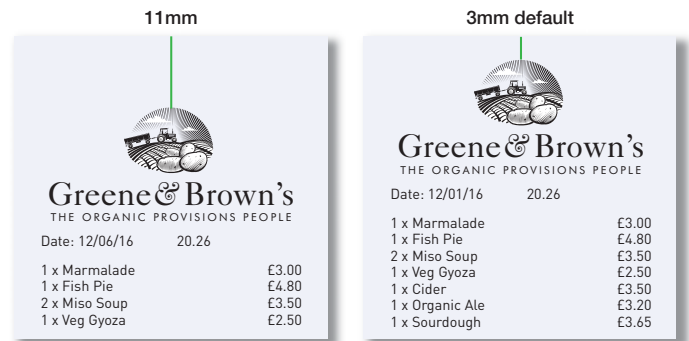 11mm
Greene & Brown's
THE ORGANIC PROVISIONS PEOPLE
Date: 12/06/16 20.26
1 x Marmalade £3.00
1 x Fish Pie £4.80
2 x Miso Soup £3.50
1 x Veg Gyoza £2.50
3mm default
Greene & Brown's
THE ORGANIC PROVISIONS PEOPLE
Date: 12/01/16 20.26
1 x Marmalade £3.00
1 x Fish Pie £4.80
2 x Miso Soup £3.50
1 x Veg Gyoza £2.50
1 x Cider £3.50
1 x Organic Ale £3.20
1 x Sourdough £3.65